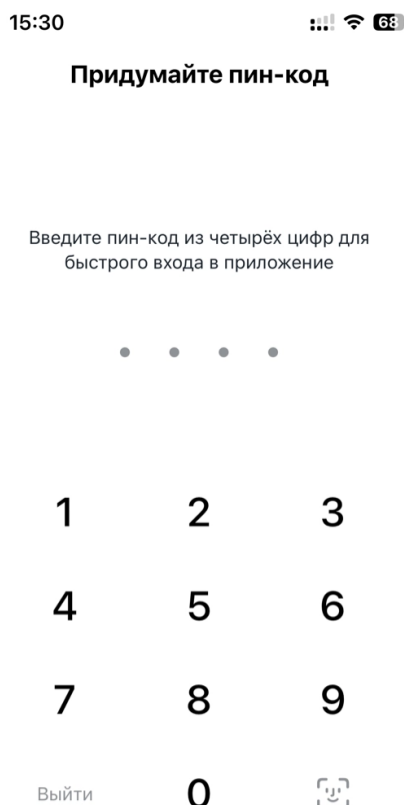 15:30
68
Придумайте пин-код
Введите пин-код из четырёх цифр для
быстрого входа в приложение
1 2 3
4 5 6
7 8 9
Выйти 0